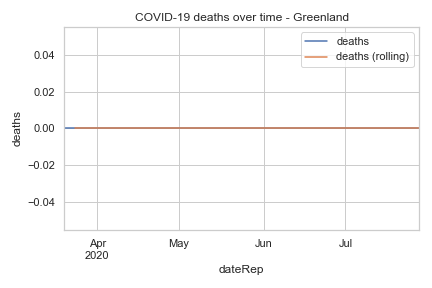 COVID-19 deaths over time - Greenland
deaths
deaths (rolling)
0.04
0.02
0.00
−0.02
−0.04
deaths
Apr
2020
May
Jun
Jul
dateRep